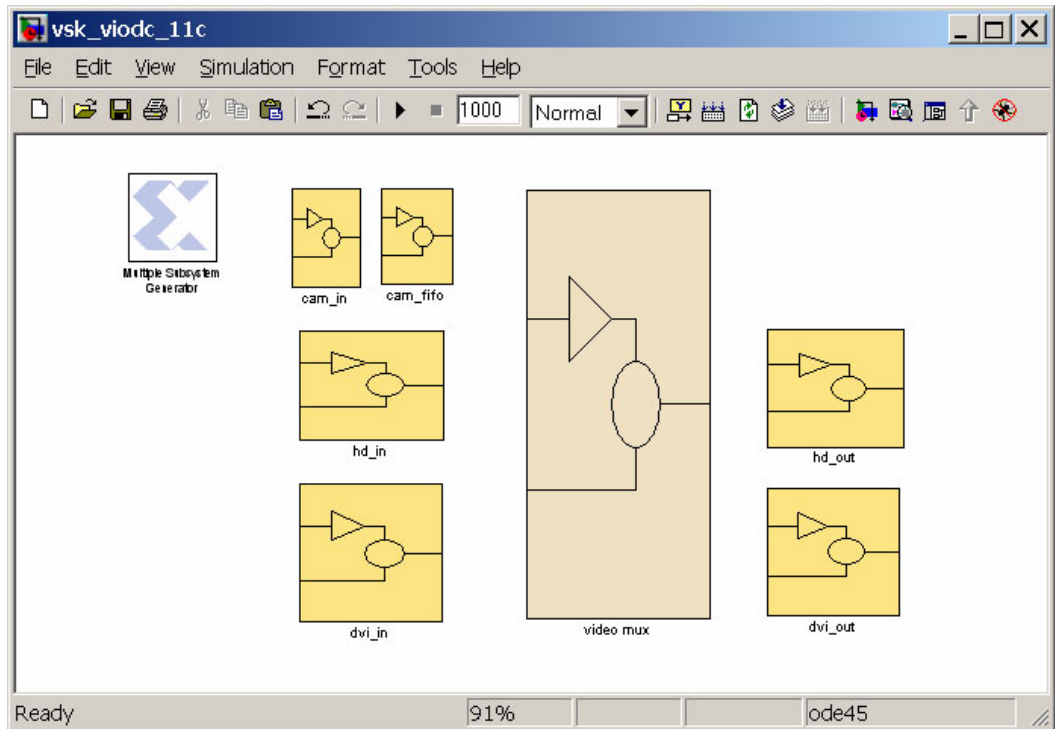 vsk_viodc_11c
File Edit View Simulation Format Tools Help
1000 Normal
Multiple Subsystem
Generator
cam_in
cam_fifo
hd_in
hd_out
dvi_in
video mux
dvi_out
Ready 91% ode45